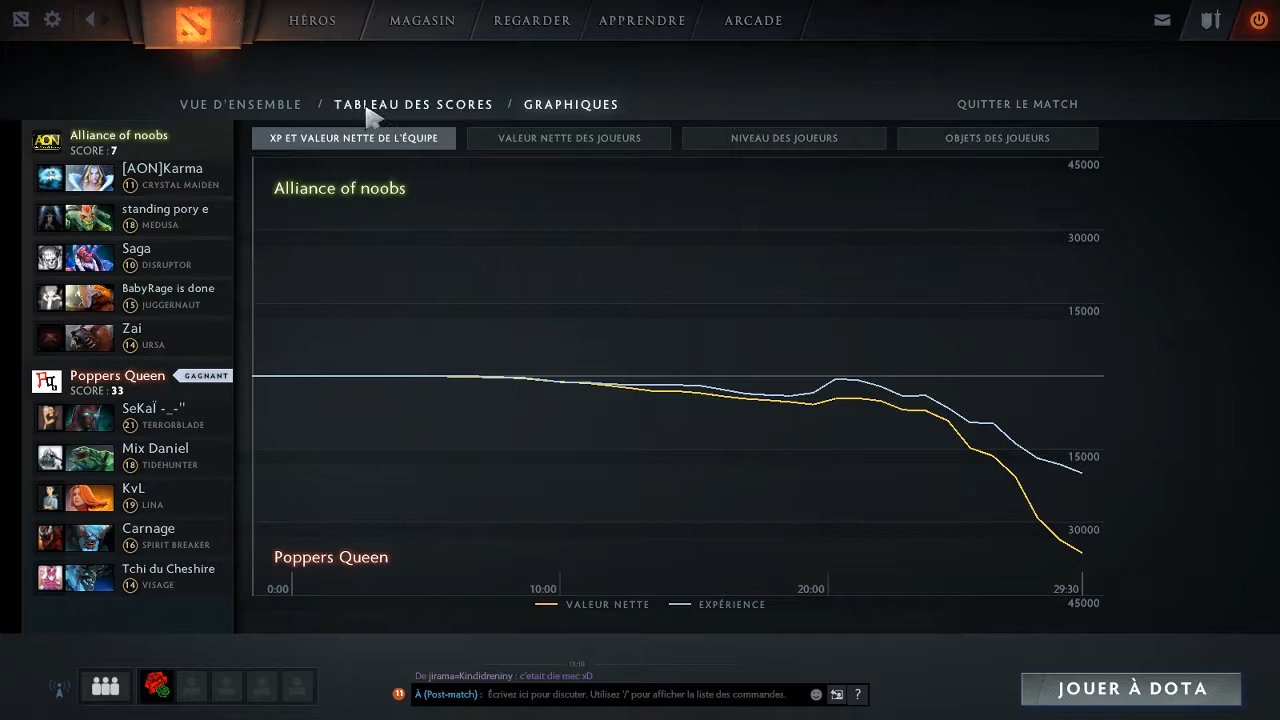 HÉROS
MAGASIN
REGARDER
APPRENDRE
ARCADE
VUE D'ENSEMBLE / TABLEAU DES SCORES / GRAPHIQUES
QUITTER LE MATCH
XP ET VALEUR NETTE DE L'ÉQUIPE
VALEUR NETTE DES JOUEURS
NIVEAU DES JOUEURS
OBJETS DES JOUEURS
AON
Alliance of noobs
SCORE : 7
[AON]Karma
11 CRYSTAL MAIDEN
standing pory e
18 MEDUSA
Saga
10 DISRUPTOR
BabyRage is done
15 JUGGERNAUT
Zai
14 URSA
Poppers Queen
GAGNANT
SCORE : 33
SeKaÏ -_-"
21 TERRORBLADE
Mix Daniel
18 TIDEHUNTER
KvL
19 LINA
Carnage
16 SPIRIT BREAKER
Tchi du Cheshire
14 VISAGE
Alliance of noobs
45000
30000
15000
15000
30000
45000
Poppers Queen
0:00
10:00
20:00
29:30
VALEUR NETTE
EXPÉRIENCE
13:10
De jirama=Kindidreniny : c'etait die mec xD
11
À (Post-match) : Écrivez ici pour discuter. Utilisez '/' pour afficher la liste des commandes.
?
JOUER À DOTA